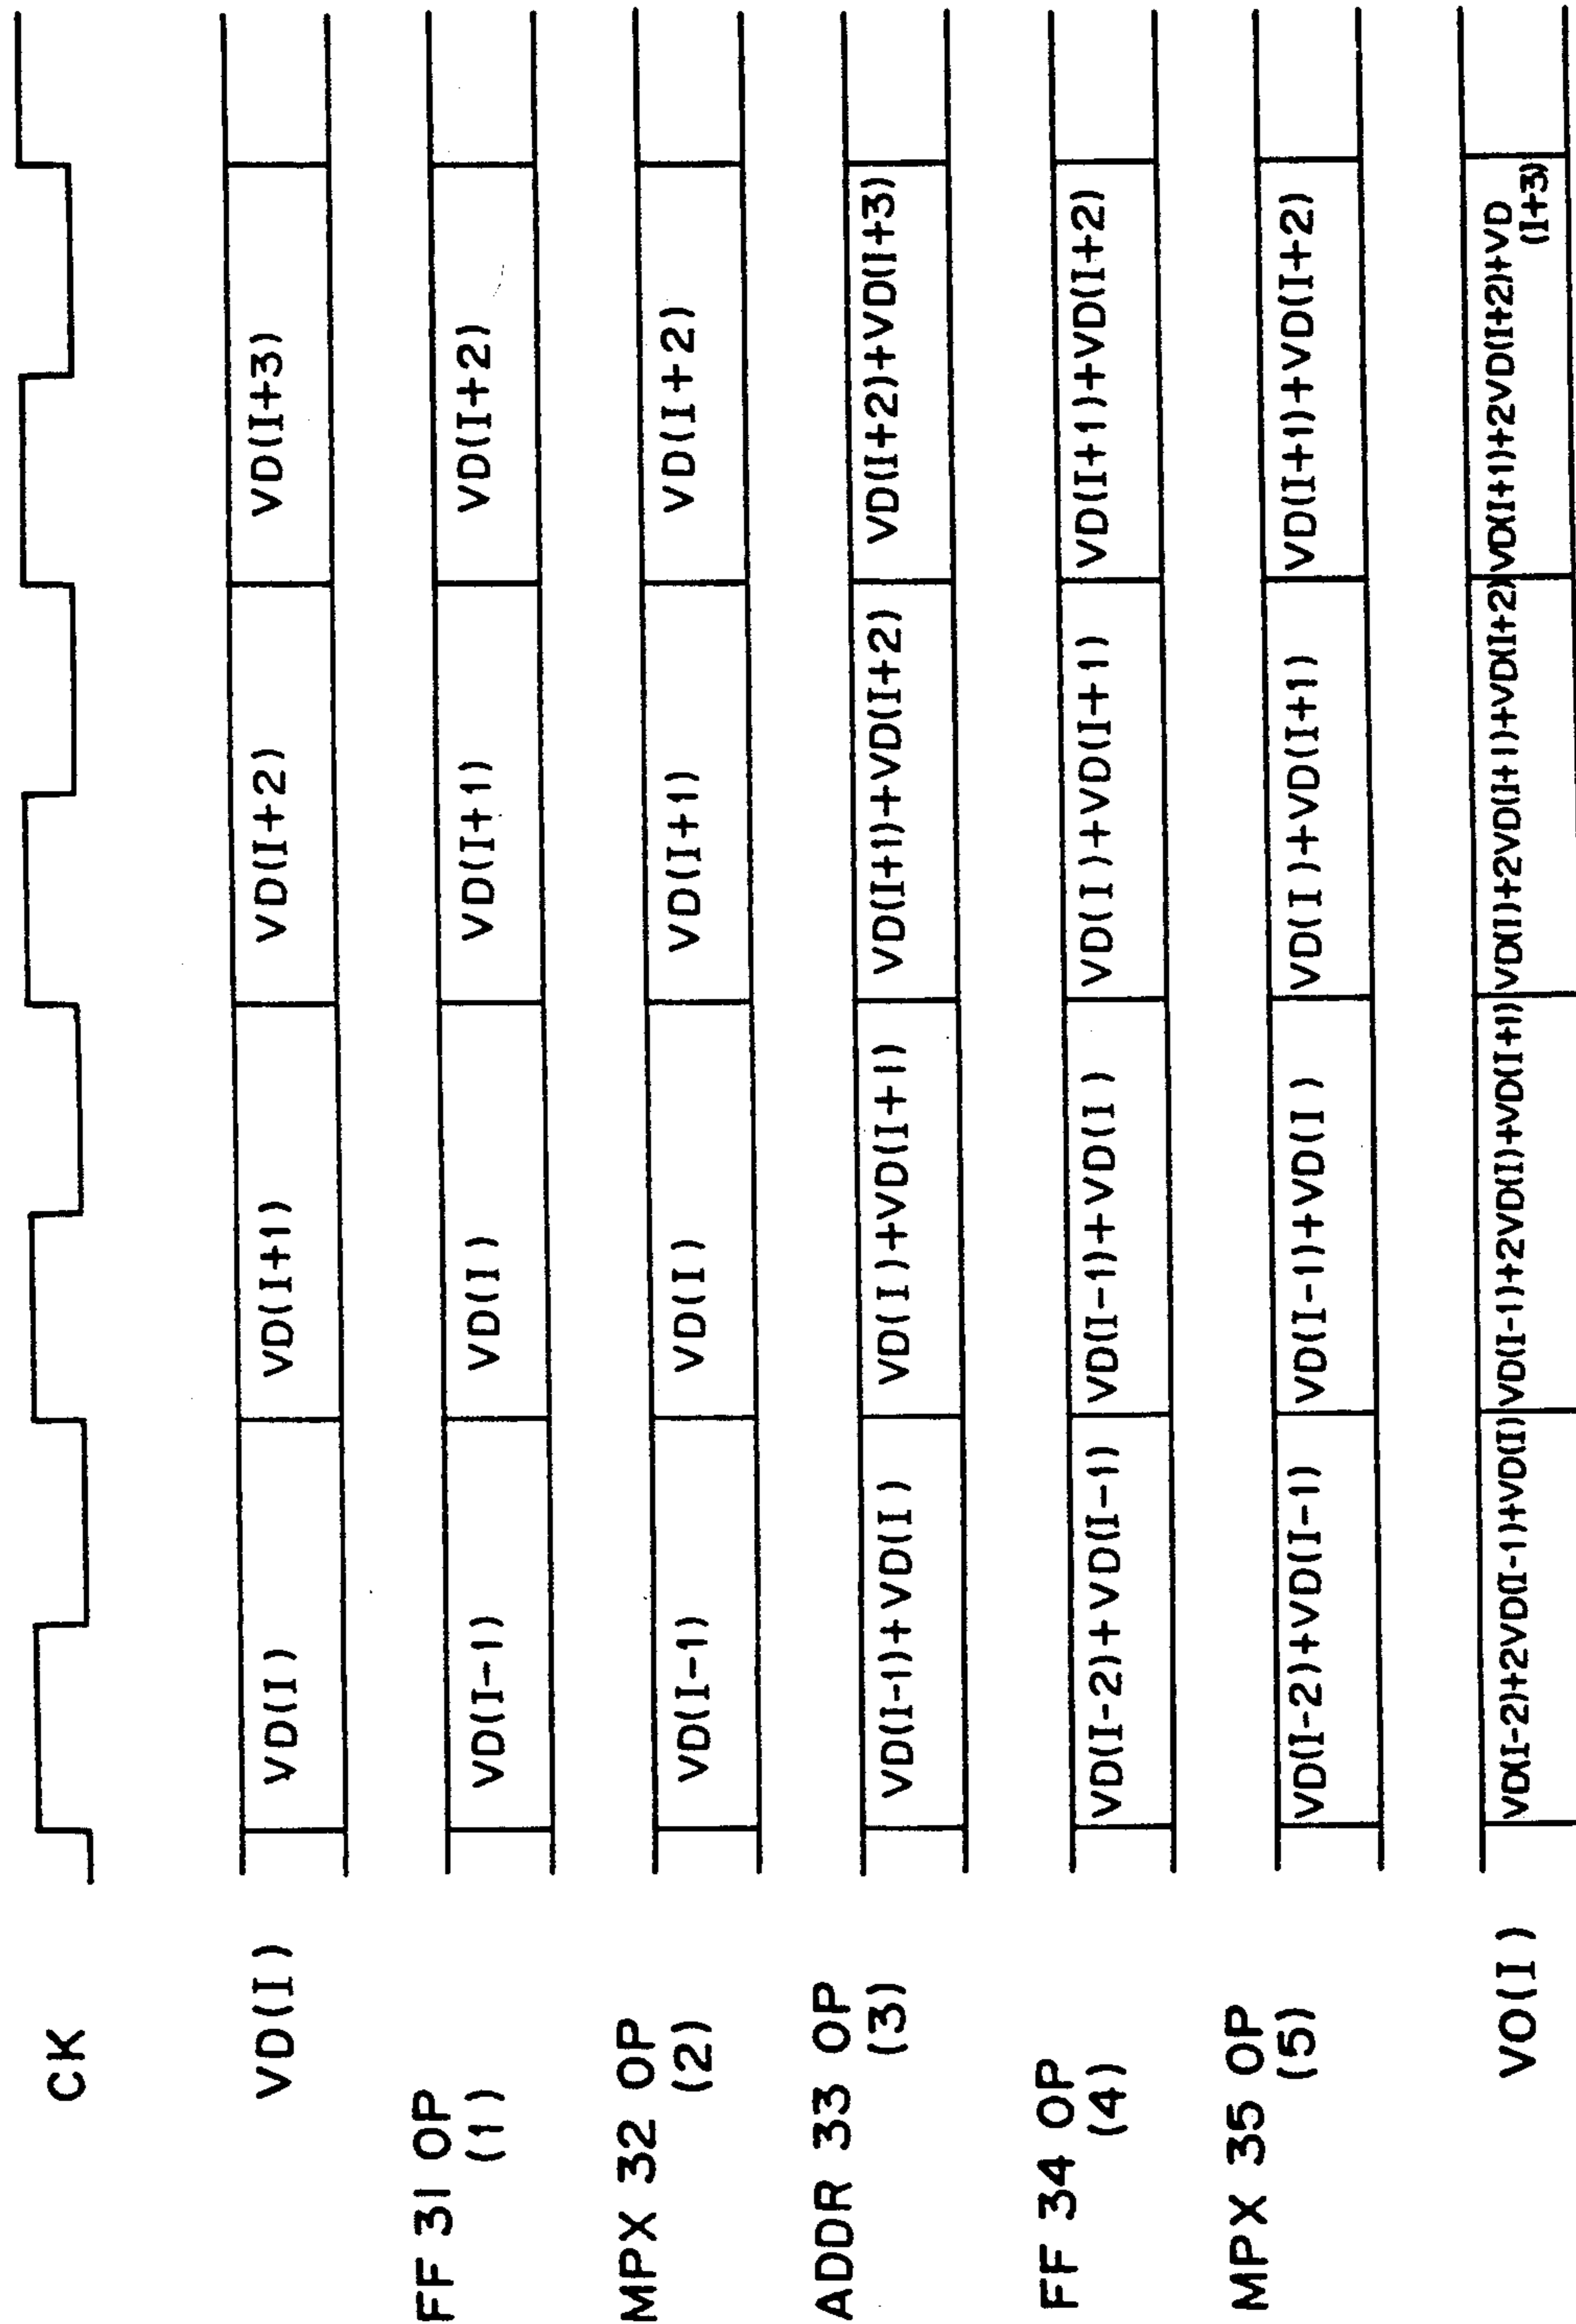 CK
VD(I)
VD(I)
VD(I+1)
VD(I+2)
VD(I+3)
FF 31 OP
(1)
VD(I-1)
VD(I)
VD(I+1)
VD(I+2)
MPX 32 OP
(2)
VD(I-1)
VD(I)
VD(I+1)
VD(I+2)
ADDR 33 OP
(3)
VD(I-1)+VD(I)
VD(I)+VD(I+1)
VD(I+1)+VD(I+2)
VD(I+2)+VD(I+3)
FF 34 OP
(4)
VD(I-2)+VD(I-1)
VD(I-1)+VD(I)
VD(I)+VD(I+1)
VD(I+1)+VD(I+2)
MPX 35 OP
(5)
VD(I-2)+VD(I-1)
VD(I-1)+VD(I)
VD(I)+VD(I+1)
VD(I+1)+VD(I+2)
VO(I)
VD(I-2)+2VD(I-1)+VD(I)
VD(I-1)+2VD(I)+VD(I+1)
VD(I)+2VD(I+1)+VD(I+2)
VD(I+1)+2VD(I+2)+VD
(I+3)